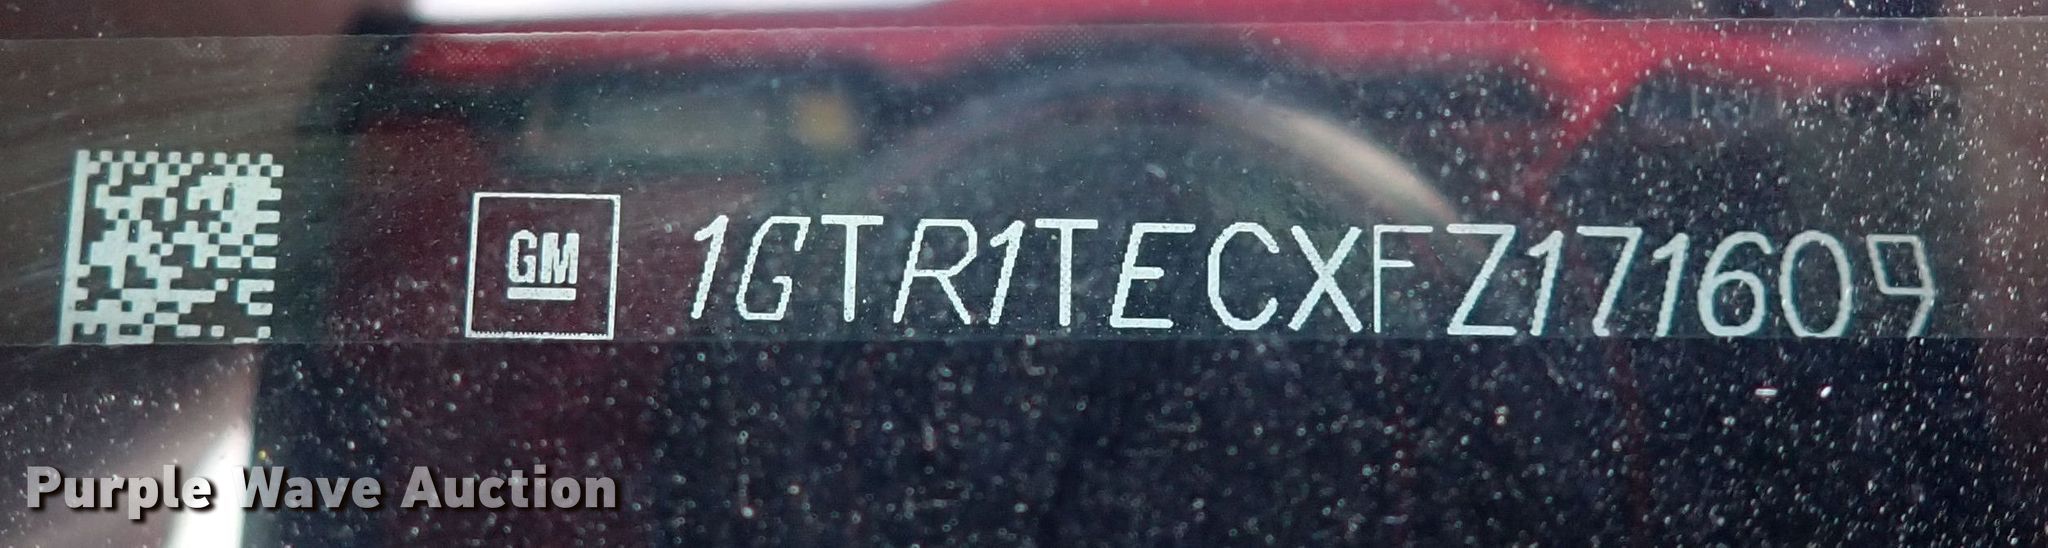 GM 1GTR1TECXFZ171609
Purple Wave Auction